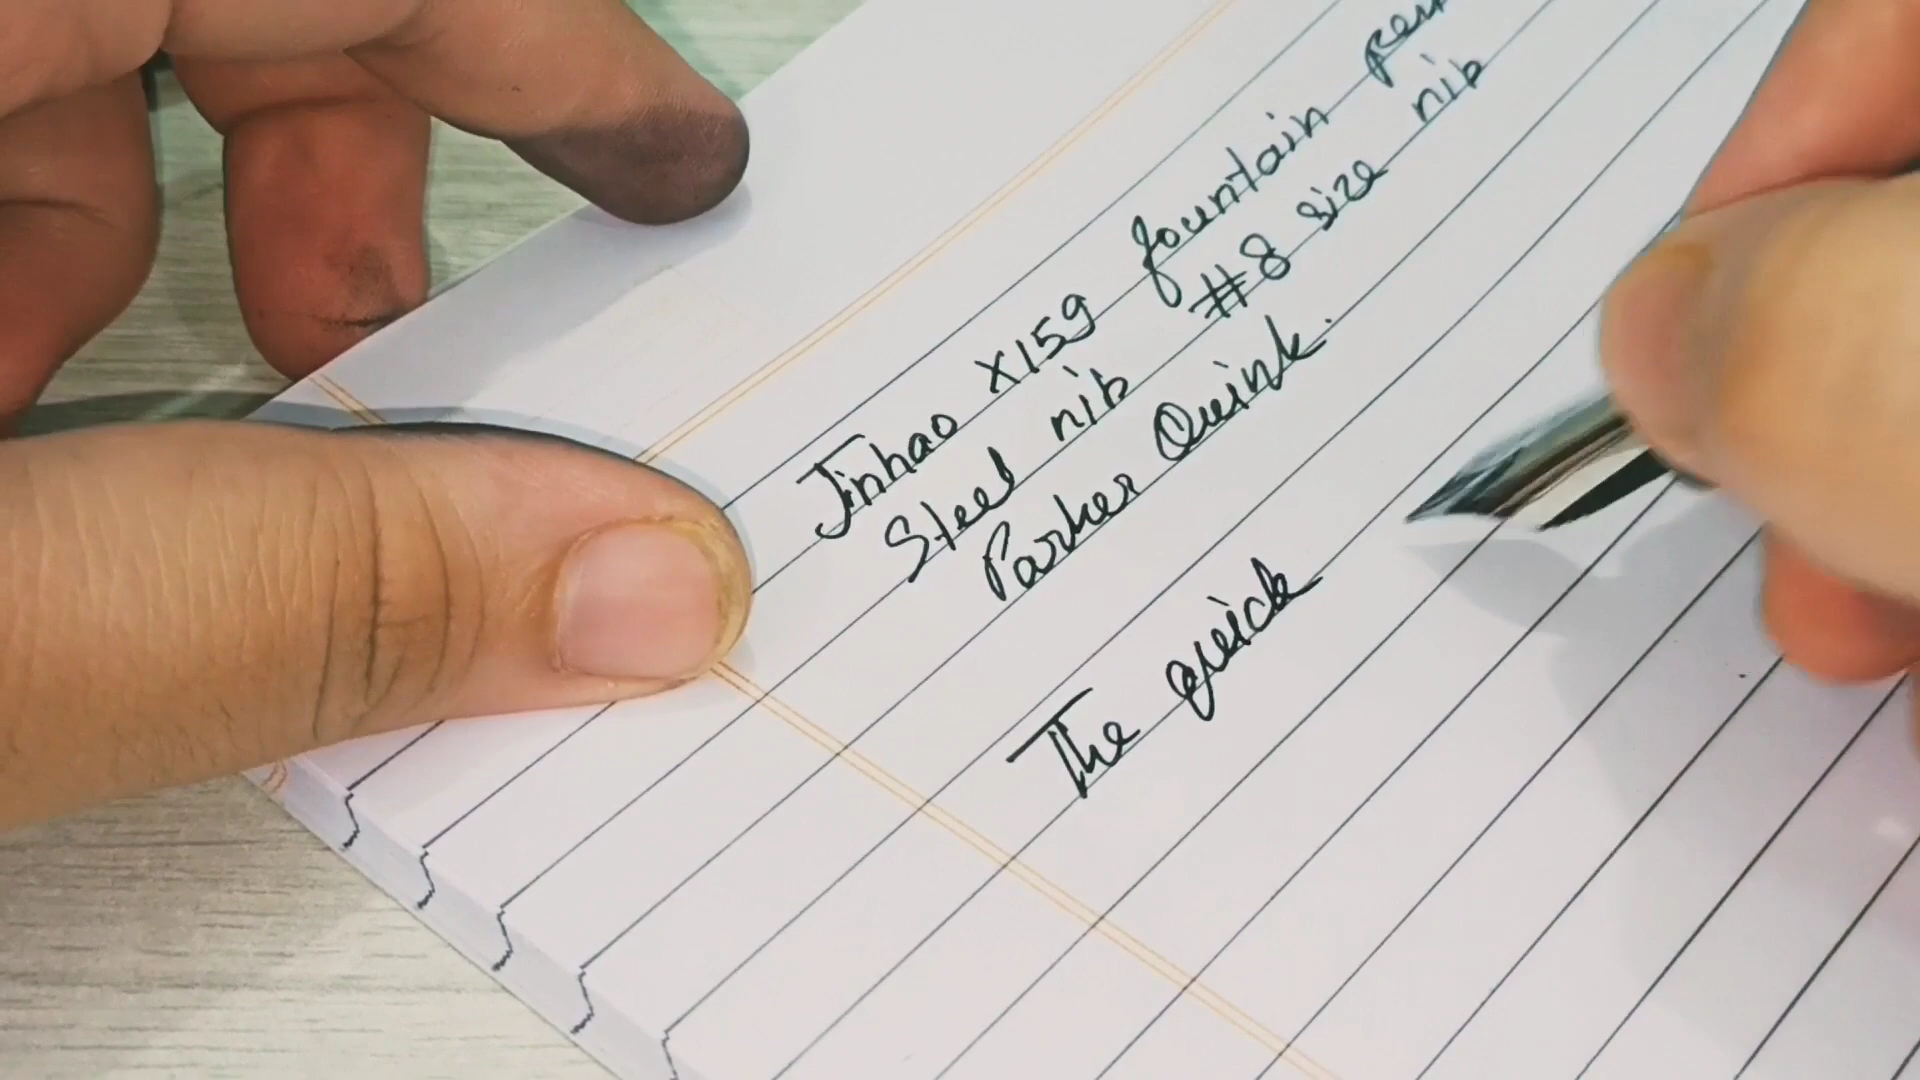 Jinhao X159 fountain pen
Steel nib #8 size nib
Parker Quink.
The quick